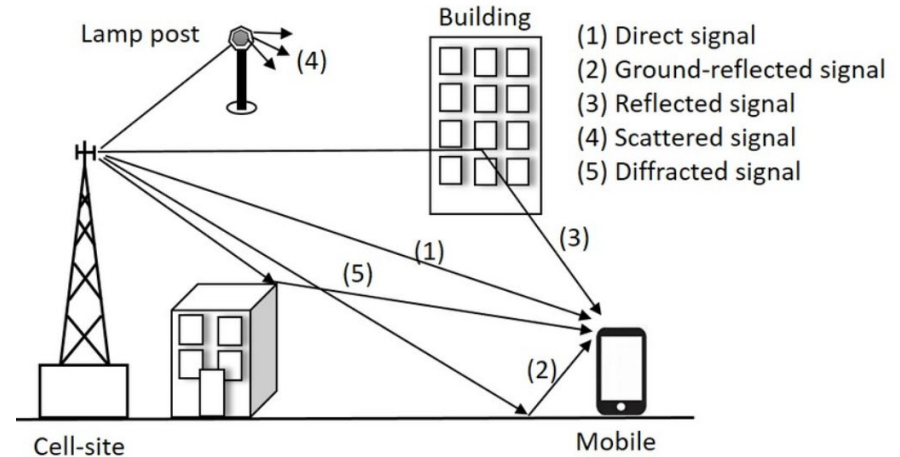 Building
Lamp post
(4)
(1) Direct signal
(2) Ground-reflected signal
(3) Reflected signal
(4) Scattered signal
(5) Diffracted signal
(3)
(1)
(5)
(2)
Cell-site
Mobile